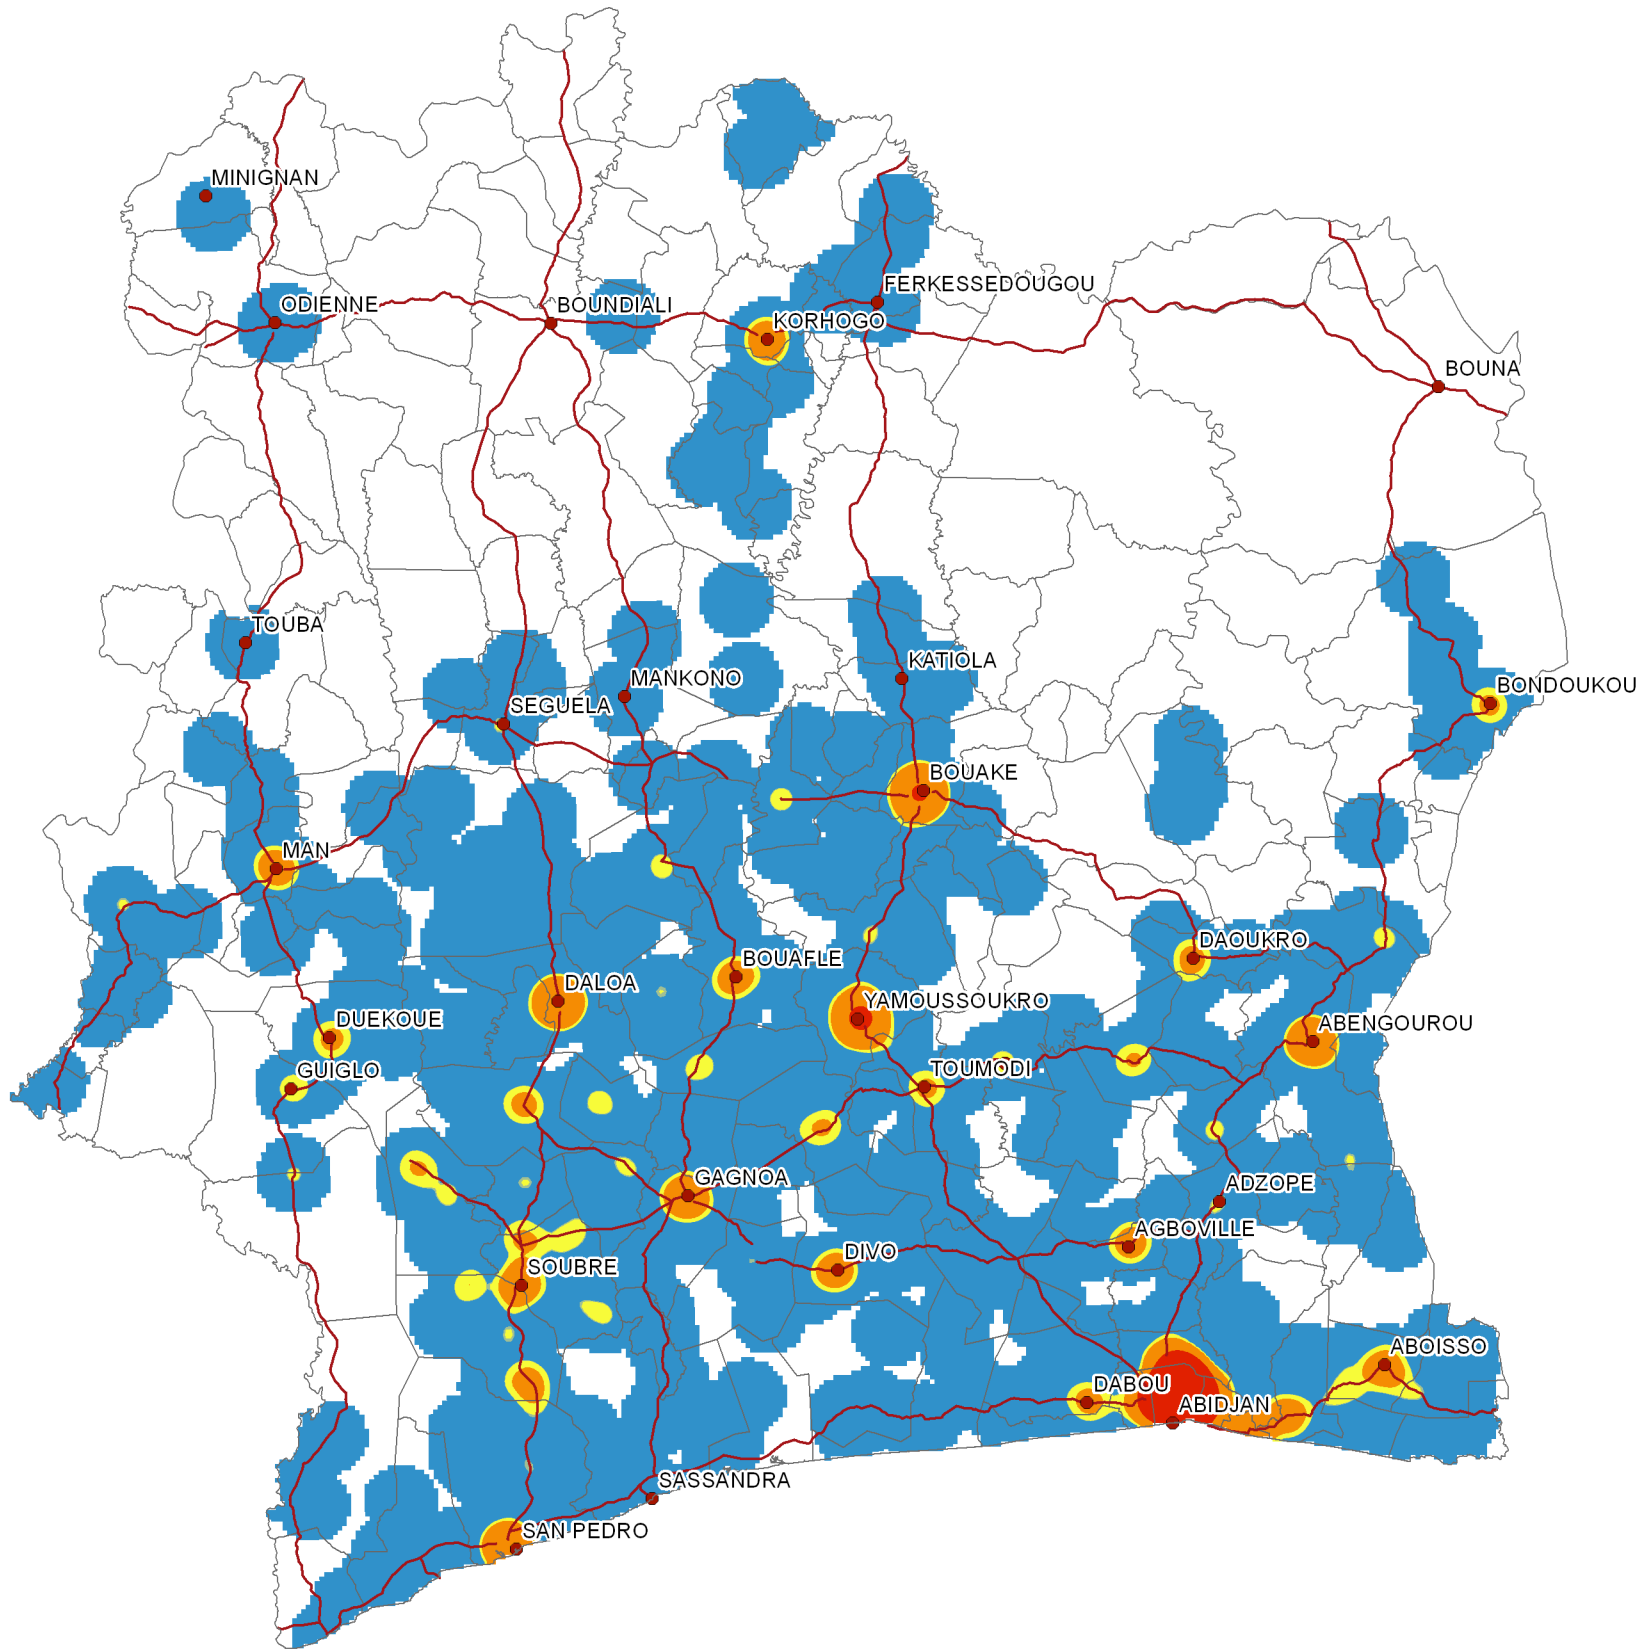 MINIGNAN
ODIENNE
BOUNDIALI
FERKESSEDOUGOU
KORHOGO
BOUNA
TOUBA
KATIOLA
MANKONO
SEGUELA
BONDOUKOU
BOUAKE
MAN
DAOUKRO
BOUAFLE
DALOA
YAMOUSSOUKRO
DUEKOUE
ABENGOUROU
GUIGLO
TOUMODI
GAGNOA
ADZOPE
AGBOVILLE
DIVO
SOUBRE
ABOISSO
DABOU
ABIDJAN
SASSANDRA
SAN PEDRO